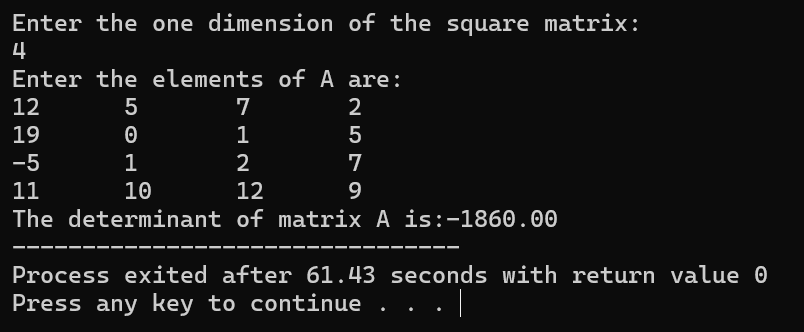 Enter the one dimension of the square matrix:
4
Enter the elements of A are:
12      5       7       2
19      0       1       5
-5      1       2       7
11      10      12      9
The determinant of matrix A is:-1860.00
--------------------------------
Process exited after 61.43 seconds with return value 0
Press any key to continue . . .